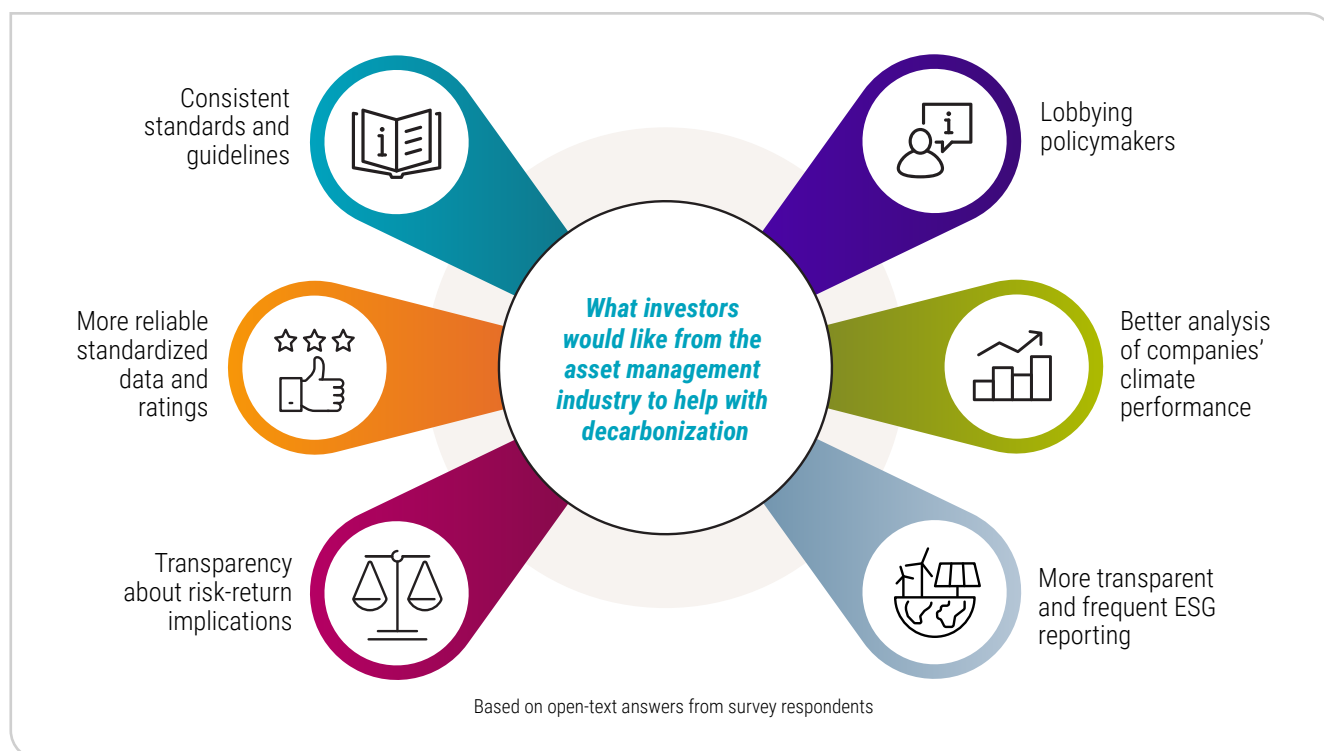 Consistent
standards and
guidelines
More reliable
standardized
data and
ratings
Transparency
about risk-return
implications
What investors
would like from the
asset management
industry to help with
decarbonization
Lobbying
policymakers
Better analysis
of companies’
climate
performance
More transparent
and frequent ESG
reporting
Based on open-text answers from survey respondents